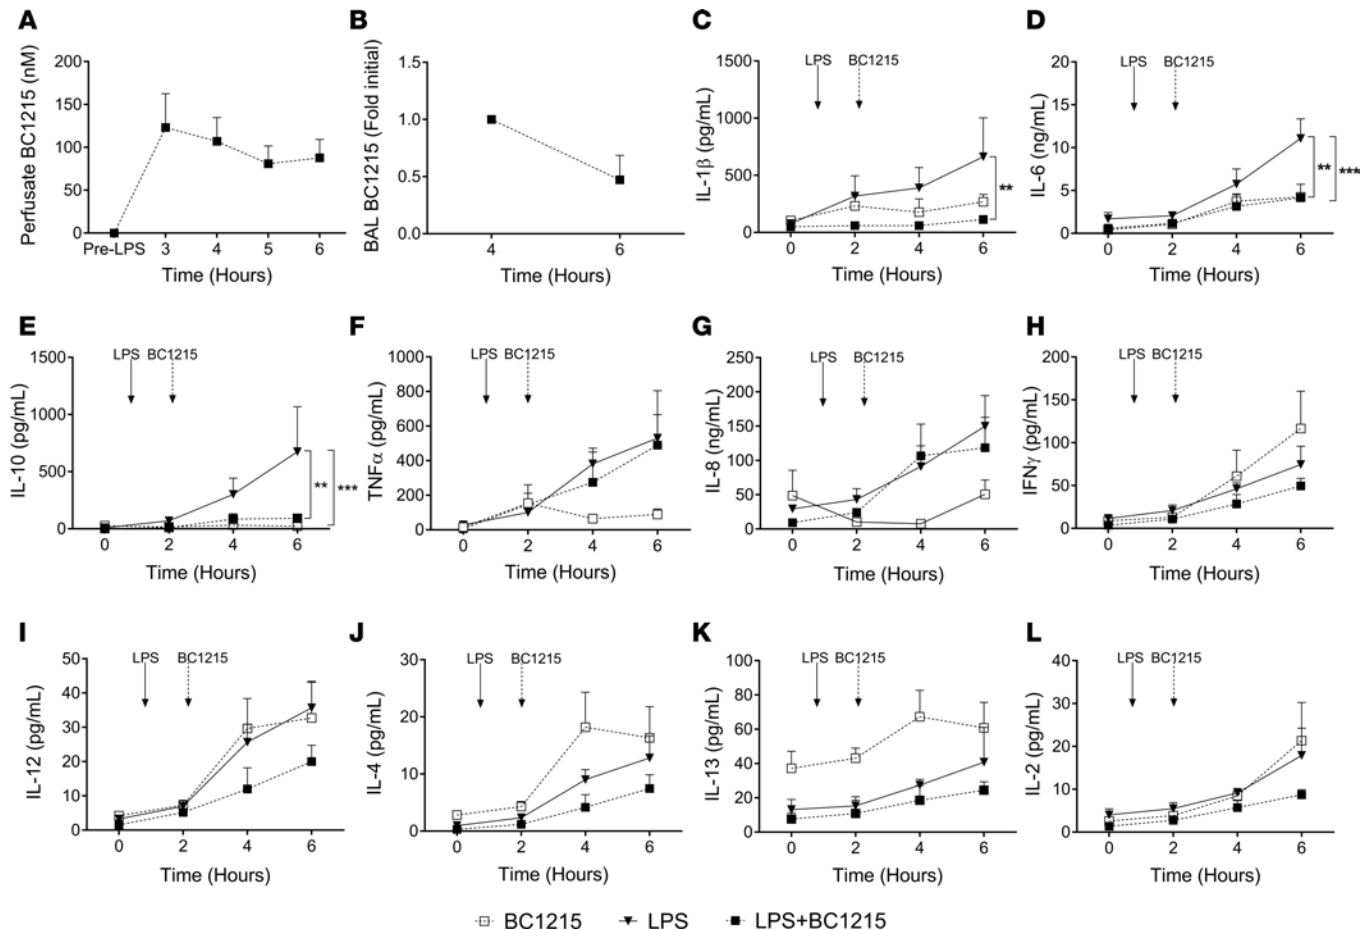 A
Perfusate BC1215 (nM)
200
150
100
50
0
Pre-LPS 3 4 5 6
Time (Hours)
B
BAL BC1215 (Fold initial)
1.5
1.0
0.5
0.0
4 6
Time (Hours)
C
IL-1β (pg/mL)
1500
1000
500
0
LPS BC1215
**
0 2 4 6
Time (Hours)
D
IL-6 (ng/mL)
20
15
10
5
0
LPS BC1215
** ***
0 2 4 6
Time (Hours)
E
IL-10 (pg/mL)
1500
1000
500
0
LPS BC1215
** ***
0 2 4 6
Time (Hours)
F
TNFα (pg/mL)
1000
800
600
400
200
0
LPS BC1215
0 2 4 6
Time (Hours)
G
IL-8 (ng/mL)
250
200
150
100
50
0
LPS BC1215
0 2 4 6
Time (Hours)
H
IFNγ (pg/mL)
200
150
100
50
0
LPS BC1215
0 2 4 6
Time (Hours)
I
IL-12 (pg/mL)
50
40
30
20
10
0
LPS BC1215
0 2 4 6
Time (Hours)
J
IL-4 (pg/mL)
30
20
10
0
LPS BC1215
0 2 4 6
Time (Hours)
K
IL-13 (pg/mL)
100
80
60
40
20
0
LPS BC1215
0 2 4 6
Time (Hours)
L
IL-2 (pg/mL)
40
30
20
10
0
LPS BC1215
0 2 4 6
Time (Hours)
BC1215 LPS LPS+BC1215